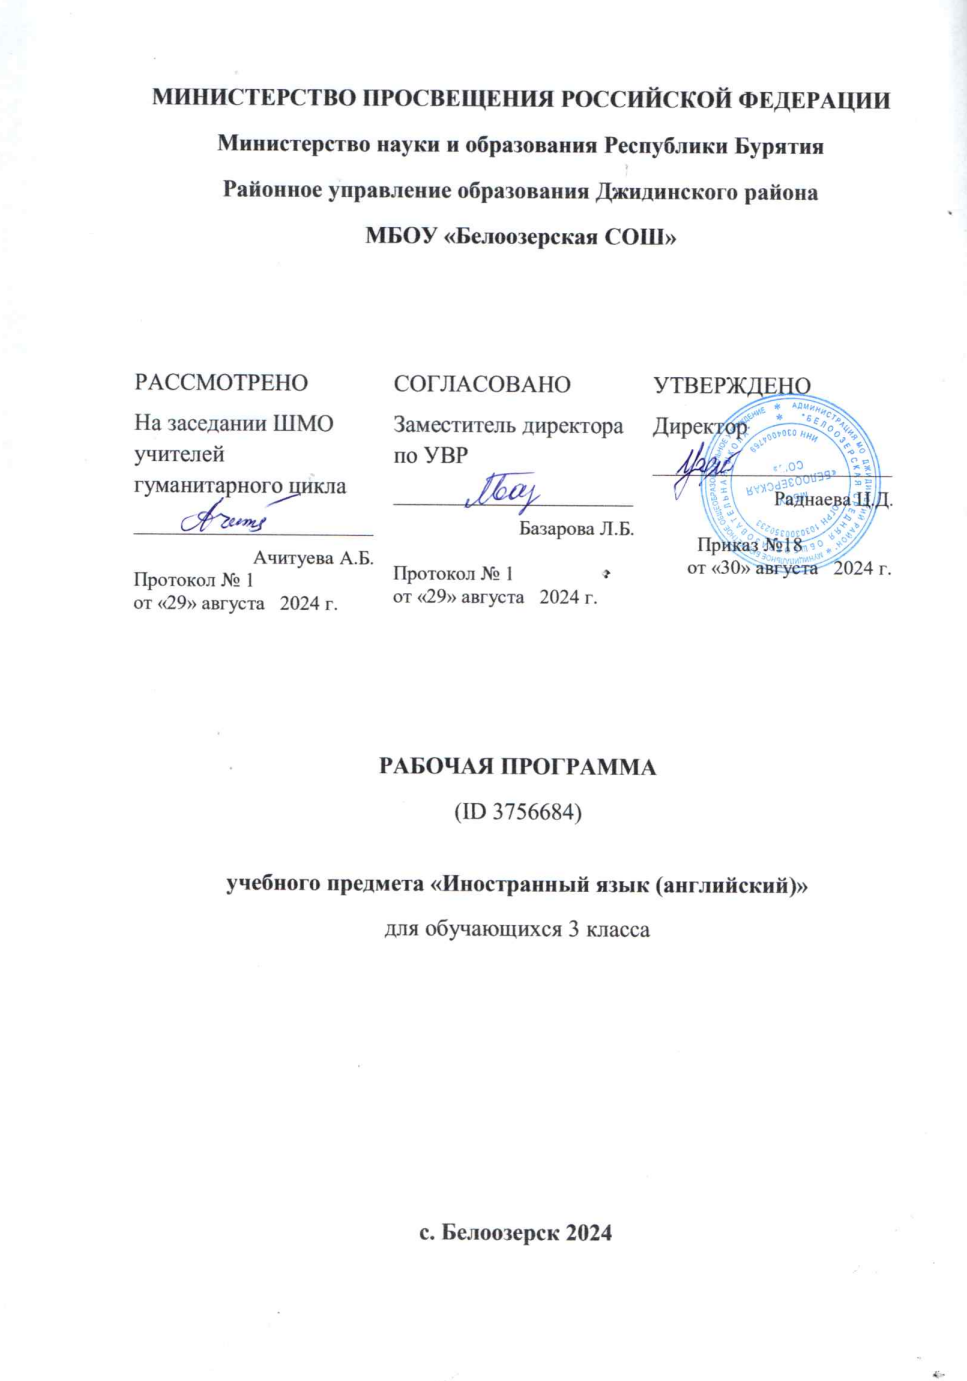 МИНИСТЕРСТВО ПРОСВЕЩЕНИЯ РОССИЙСКОЙ ФЕДЕРАЦИИ
Министерство науки и образования Республики Бурятия
Районное управление образования Джидинского района
МБОУ «Белоозерская СОШ»
РАССМОТРЕНО
На заседании ШМО
учителей
гуманитарного цикла
Ачитуева А.Б.
Протокол № 1
от «29» августа 2024 г.
СОГЛАСОВАНО
Заместитель директора
по УВР
Базарова Л.Б.
Протокол № 1
от «29» августа 2024 г.
УТВЕРЖДЕНО
Директор
Раднаева Ц.Д.
Приказ №18
от «30» августа 2024 г.
РАБОЧАЯ ПРОГРАММА
(ID 3756684)
учебного предмета «Иностранный язык (английский)»
для обучающихся 3 класса
с. Белоозерск 2024